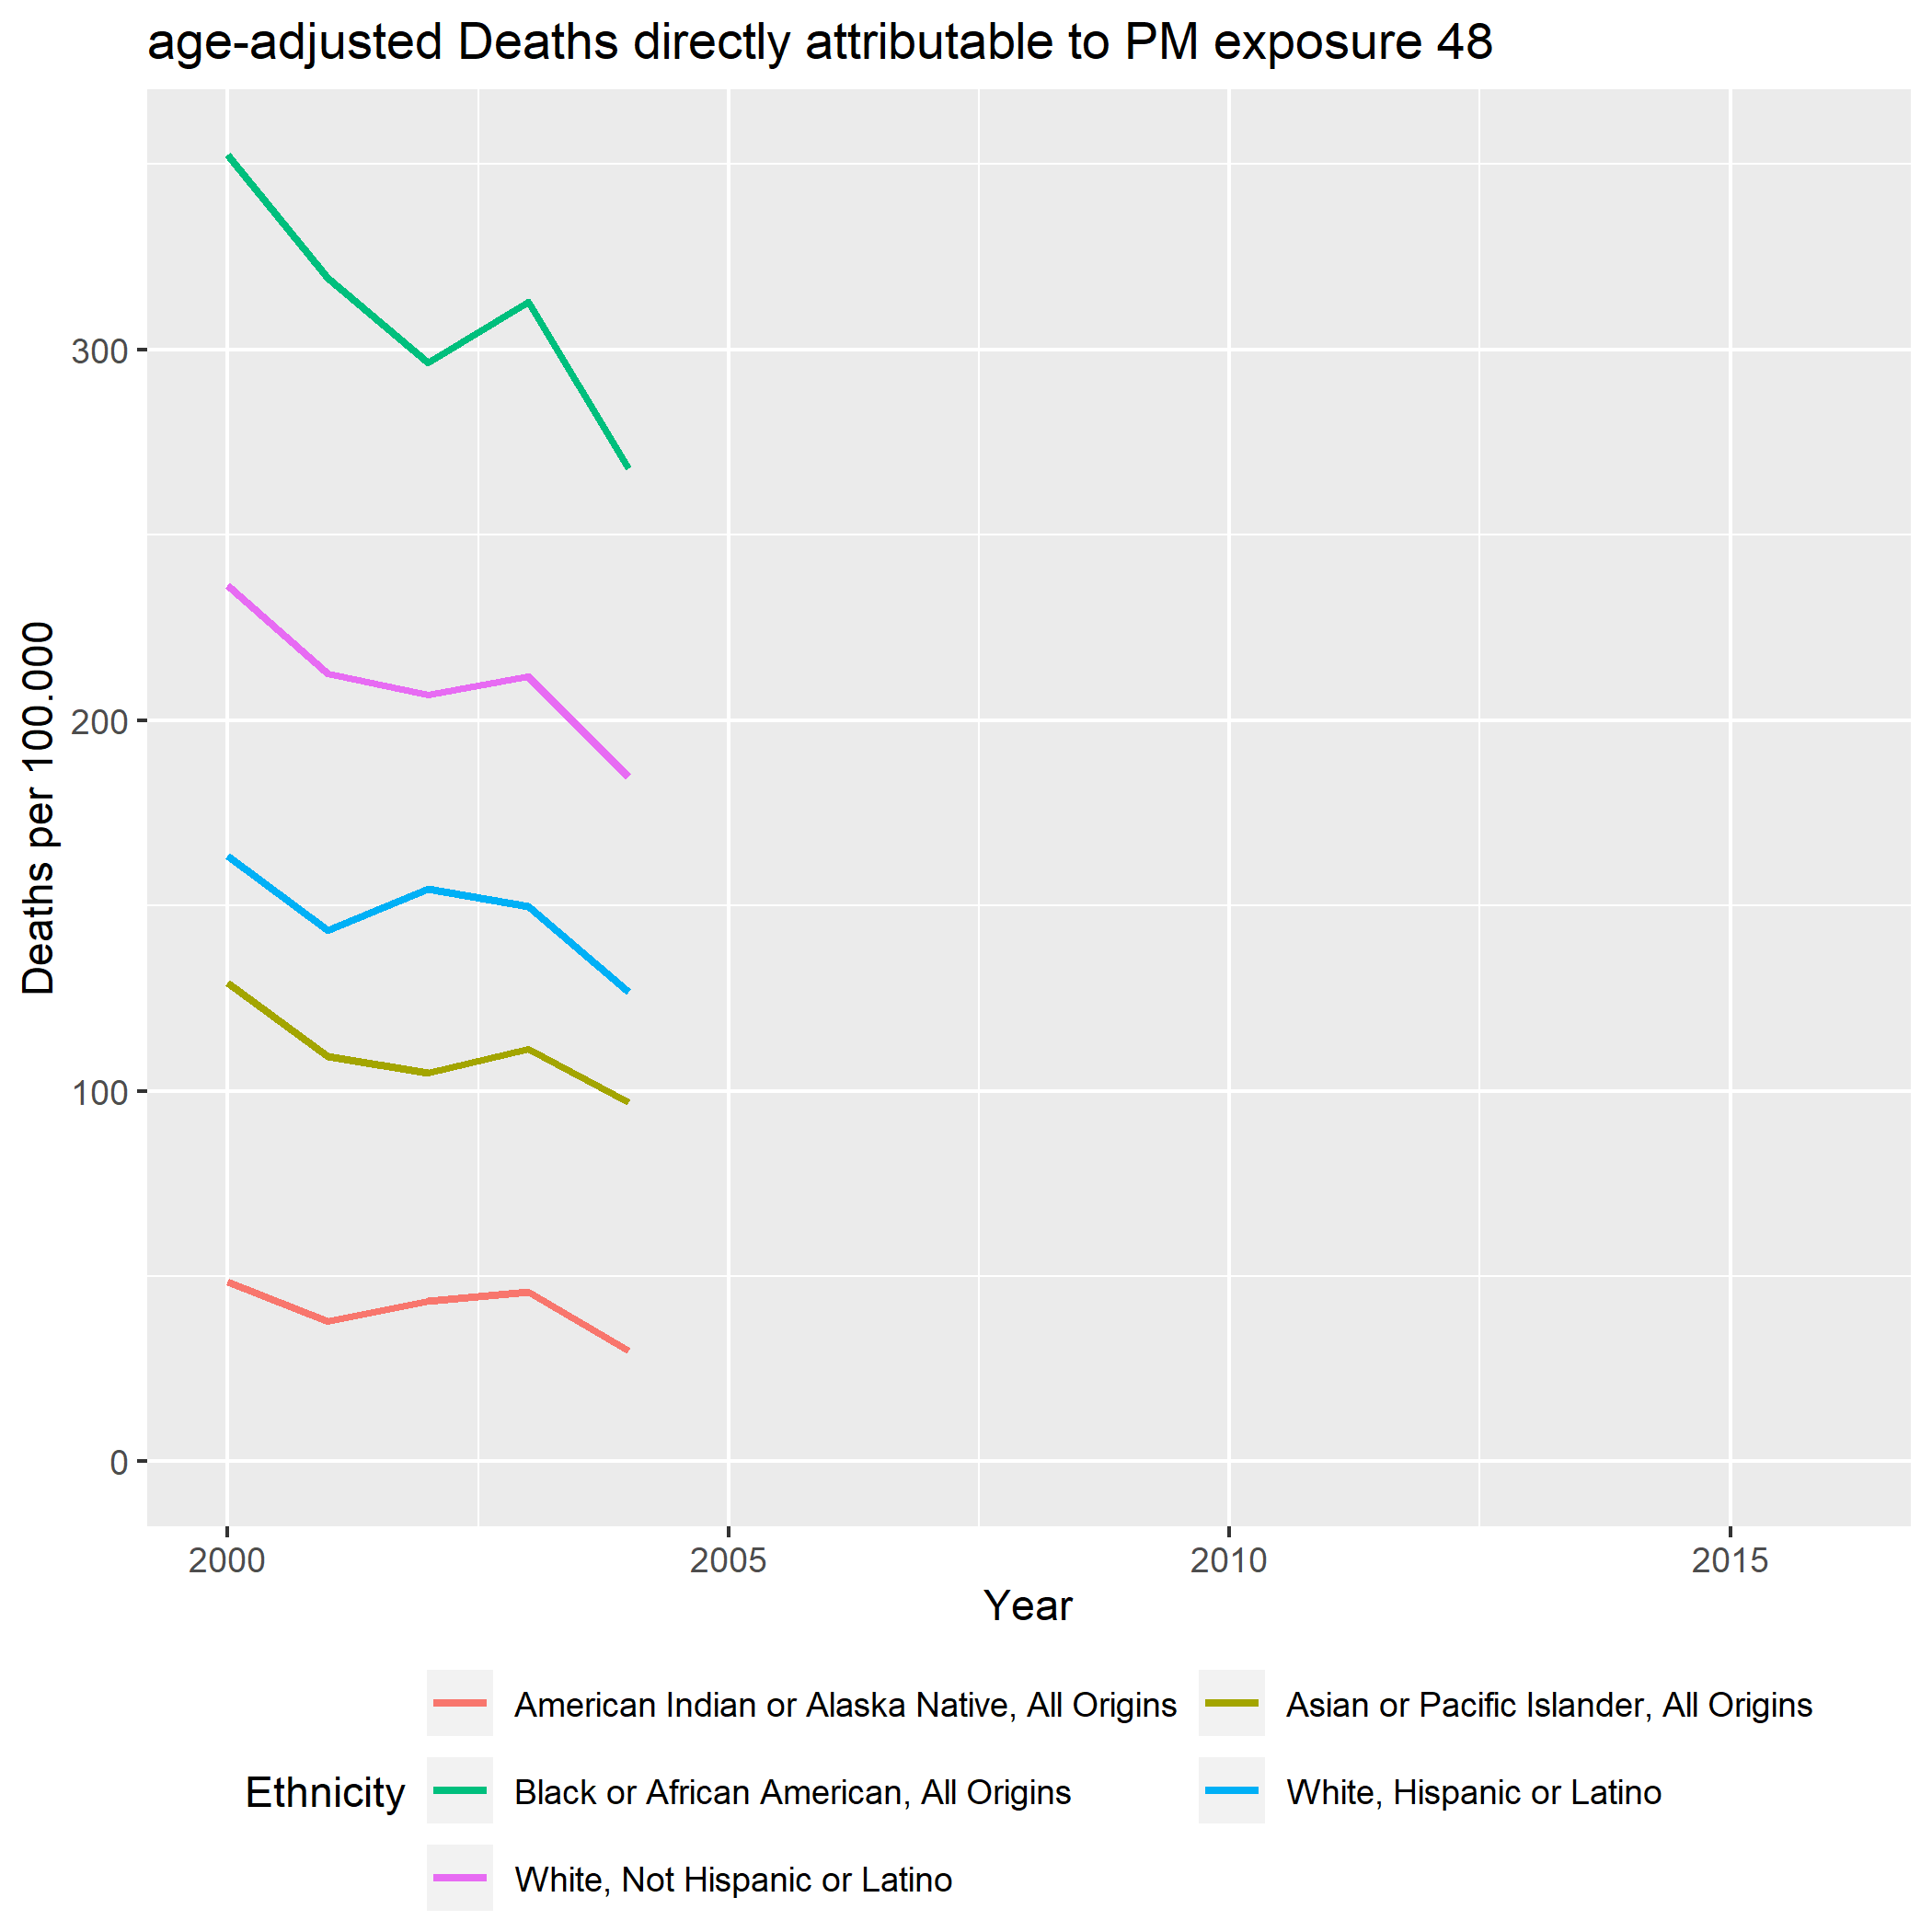 age-adjusted Deaths directly attributable to PM exposure 48
Deaths per 100.000
300
200
100
0
2000 2005 2010 2015
Year
Ethnicity
American Indian or Alaska Native, All Origins
Asian or Pacific Islander, All Origins
Black or African American, All Origins
White, Hispanic or Latino
White, Not Hispanic or Latino